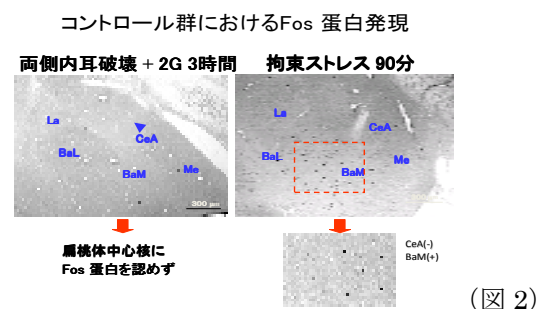 コントロール群におけるFos 蛋白発現
両側内耳破壊 + 2G 3時間
拘束ストレス 90分
La
CeA
BaL
BaM
Me
300 μm
La
CeA
BaL
BaM
Me
扁桃体中心核に
Fos 蛋白を認めず
CeA(-)
BaM(+)
(図 2)